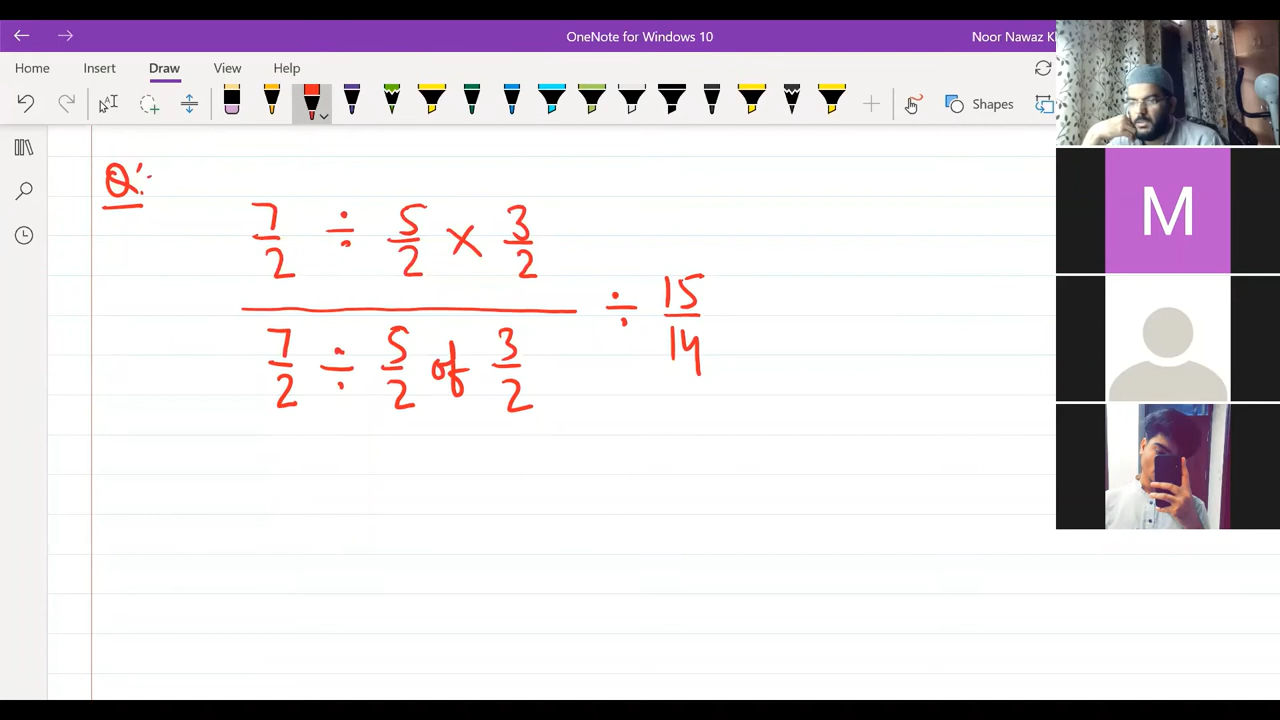 OneNote for Windows 10
Noor Nawaz K
Home Insert Draw View Help
Shapes
Q:
7/2 ÷ 5/2 × 3/2
÷ 15/14
7/2 ÷ 5/2 of 3/2
M